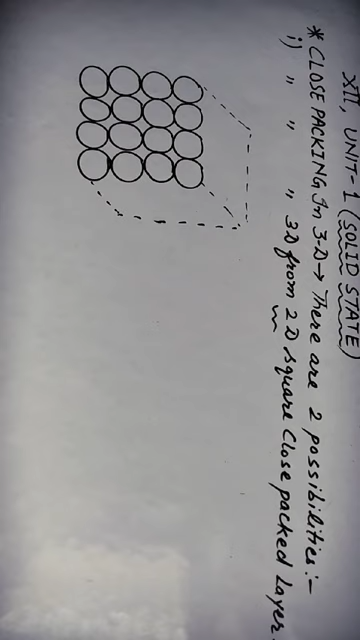 XII, UNIT-1 (SOLID STATE)
* CLOSE PACKING In 3-D → There are 2 possibilities :-
i) " " " 3D from 2D square Close packed Layer.